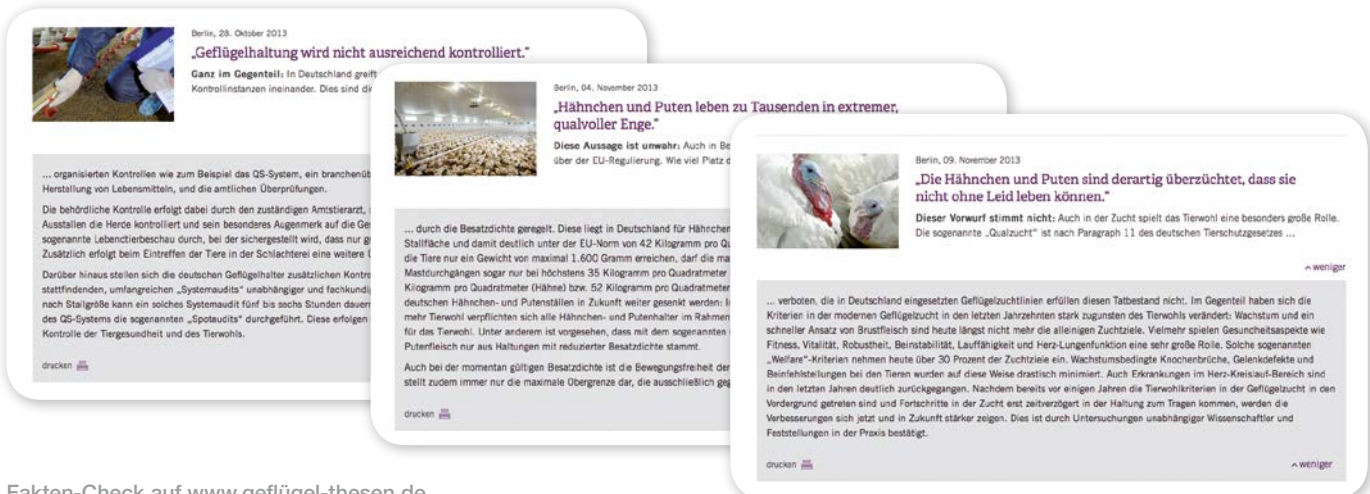 Berlin, 28. Oktober 2013
„Geflügelhaltung wird nicht ausreichend kontrolliert.“
Ganz im Gegenteil: In Deutschland greift
Kontrollinstanzen ineinander. Dies sind di
... organisierten Kontrollen wie zum Beispiel das QS-System, ein branchenüb
Herstellung von Lebensmitteln, und die amtlichen Überprüfungen.
Die behördliche Kontrolle erfolgt dabei durch den zuständigen Amtstierarzt,
Ausstallen die Herde kontrolliert und sein besonderes Augenmerk auf die Ges
sogenannte Lebendtierbeschau durch, bei der sichergestellt wird, dass nur g
Zusätzlich erfolgt beim Eintreffen der Tiere in der Schlachterei eine weitere
Darüber hinaus stellen sich die deutschen Geflügelhalter zusätzlichen Kontro
stattfindenden, umfangreichen „Systemaudits“ unabhängiger und fachkundig
nach Stallgröße kann ein solches Systemaudit fünf bis sechs Stunden dauern
des QS-Systems die sogenannten „Spotaudits“ durchgeführt. Diese erfolgen
Kontrolle der Tiergesundheit und des Tierwohls.
drucken
Berlin, 04. November 2013
„Hähnchen und Puten leben zu Tausenden in extremer,
qualvoller Enge.“
Diese Aussage ist unwahr: Auch in Be
über der EU-Regulierung. Wie viel Platz d
... durch die Besatzdichte geregelt. Diese liegt in Deutschland für Hähnchen
Stallfläche und damit deutlich unter der EU-Norm von 42 Kilogramm pro Qu
die Tiere nur ein Gewicht von maximal 1.600 Gramm erreichen, darf die ma
Mastdurchgängen sogar nur bei höchstens 35 Kilogramm pro Quadratmeter
Kilogramm pro Quadratmeter (Hähne) bzw. 52 Kilogramm pro Quadratmeter
deutschen Hähnchen- und Putenställen in Zukunft weiter gesenkt werden: I
mehr Tierwohl verpflichten sich alle Hähnchen- und Putenhalter im Rahmen
für das Tierwohl. Unter anderem ist vorgesehen, dass mit dem sogenannten
Putenfleisch nur aus Haltungen mit reduzierter Besatzdichte stammt.
Auch bei der momentan gültigen Besatzdichte ist die Bewegungsfreiheit der
stellt zudem immer nur die maximale Obergrenze dar, die ausschließlich geg
drucken
Berlin, 09. November 2013
„Die Hähnchen und Puten sind derartig überzüchtet, dass sie
nicht ohne Leid leben können.“
Dieser Vorwurf stimmt nicht: Auch in der Zucht spielt das Tierwohl eine besonders große Rolle.
Die sogenannte „Qualzucht“ ist nach Paragraph 11 des deutschen Tierschutzgesetzes ...
weniger
... verboten, die in Deutschland eingesetzten Geflügelzuchtlinien erfüllen diesen Tatbestand nicht. Im Gegenteil haben sich die
Kriterien in der modernen Geflügelzucht in den letzten Jahrzehnten stark zugunsten des Tierwohls verändert: Wachstum und ein
schneller Ansatz von Brustfleisch sind heute längst nicht mehr die alleinigen Zuchtziele. Vielmehr spielen Gesundheitsaspekte wie
Fitness, Vitalität, Robustheit, Beinstabilität, Lauffähigkeit und Herz-Lungenfunktion eine sehr große Rolle. Solche sogenannten
„Welfare“-Kriterien nehmen heute über 30 Prozent der Zuchtziele ein. Wachstumsbedingte Knochenbrüche, Gelenkdefekte und
Beinfehlstellungen bei den Tieren wurden auf diese Weise drastisch minimiert. Auch Erkrankungen im Herz-Kreislauf-Bereich sind
in den letzten Jahren deutlich zurückgegangen. Nachdem bereits vor einigen Jahren die Tierwohlkriterien in der Geflügelzucht in den
Vordergrund getreten sind und Fortschritte in der Zucht erst zeitverzögert in der Haltung zum Tragen kommen, werden die
Verbesserungen sich jetzt und in Zukunft stärker zeigen. Dies ist durch Untersuchungen unabhängiger Wissenschaftler und
Feststellungen in der Praxis bestätigt.
drucken
weniger
Fakten-Check auf www.geflügel-thesen.de